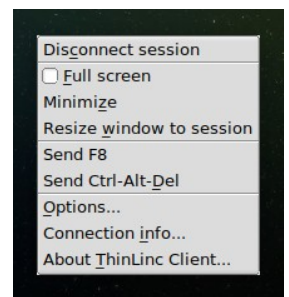 Disconnect session
Full screen
Minimize
Resize window to session
Send F8
Send Ctrl-Alt-Del
Options...
Connection info...
About ThinLinc Client...